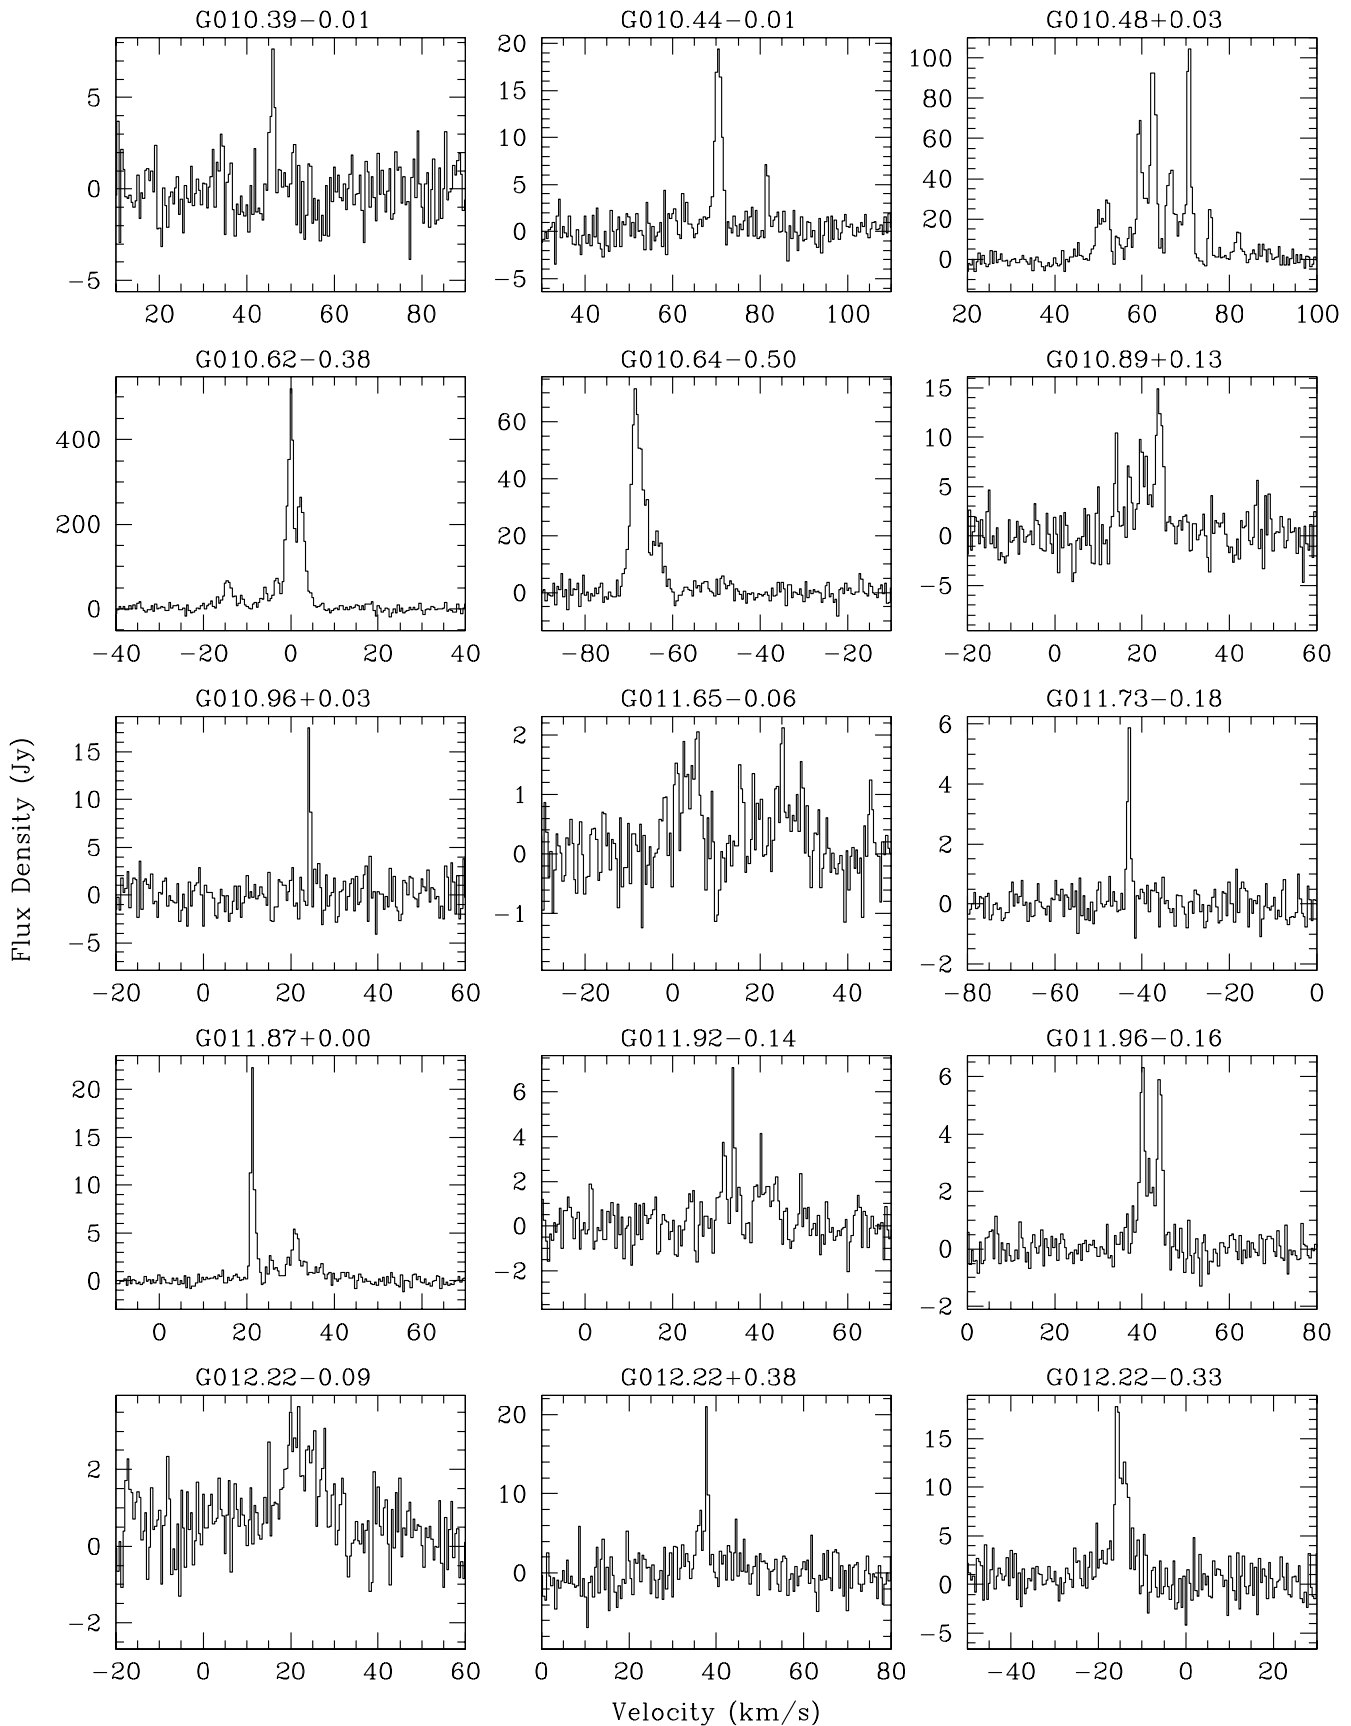 G010.39−0.01
G010.44−0.01
G010.48+0.03
5
0
−5
20 40 60 80
20
15
10
5
0
−5
40 60 80 100
100
80
60
40
20
0
20 40 60 80 100
G010.62−0.38
G010.64−0.50
G010.89+0.13
400
200
0
−40 −20 0 20 40
60
40
20
0
−80 −60 −40 −20
15
10
5
0
−5
−20 0 20 40 60
G010.96+0.03
G011.65−0.06
G011.73−0.18
15
10
5
0
−5
−20 0 20 40 60
2
1
0
−1
−20 0 20 40
6
4
2
0
−2
−80 −60 −40 −20 0
Flux Density (Jy)
G011.87+0.00
G011.92−0.14
G011.96−0.16
20
15
10
5
0
0 20 40 60
6
4
2
0
−2
0 20 40 60
6
4
2
0
−2
0 20 40 60 80
G012.22−0.09
G012.22+0.38
G012.22−0.33
2
0
−2
−20 0 20 40 60
20
10
0
0 20 40 60 80
15
10
5
0
−5
−40 −20 0 20
Velocity (km/s)